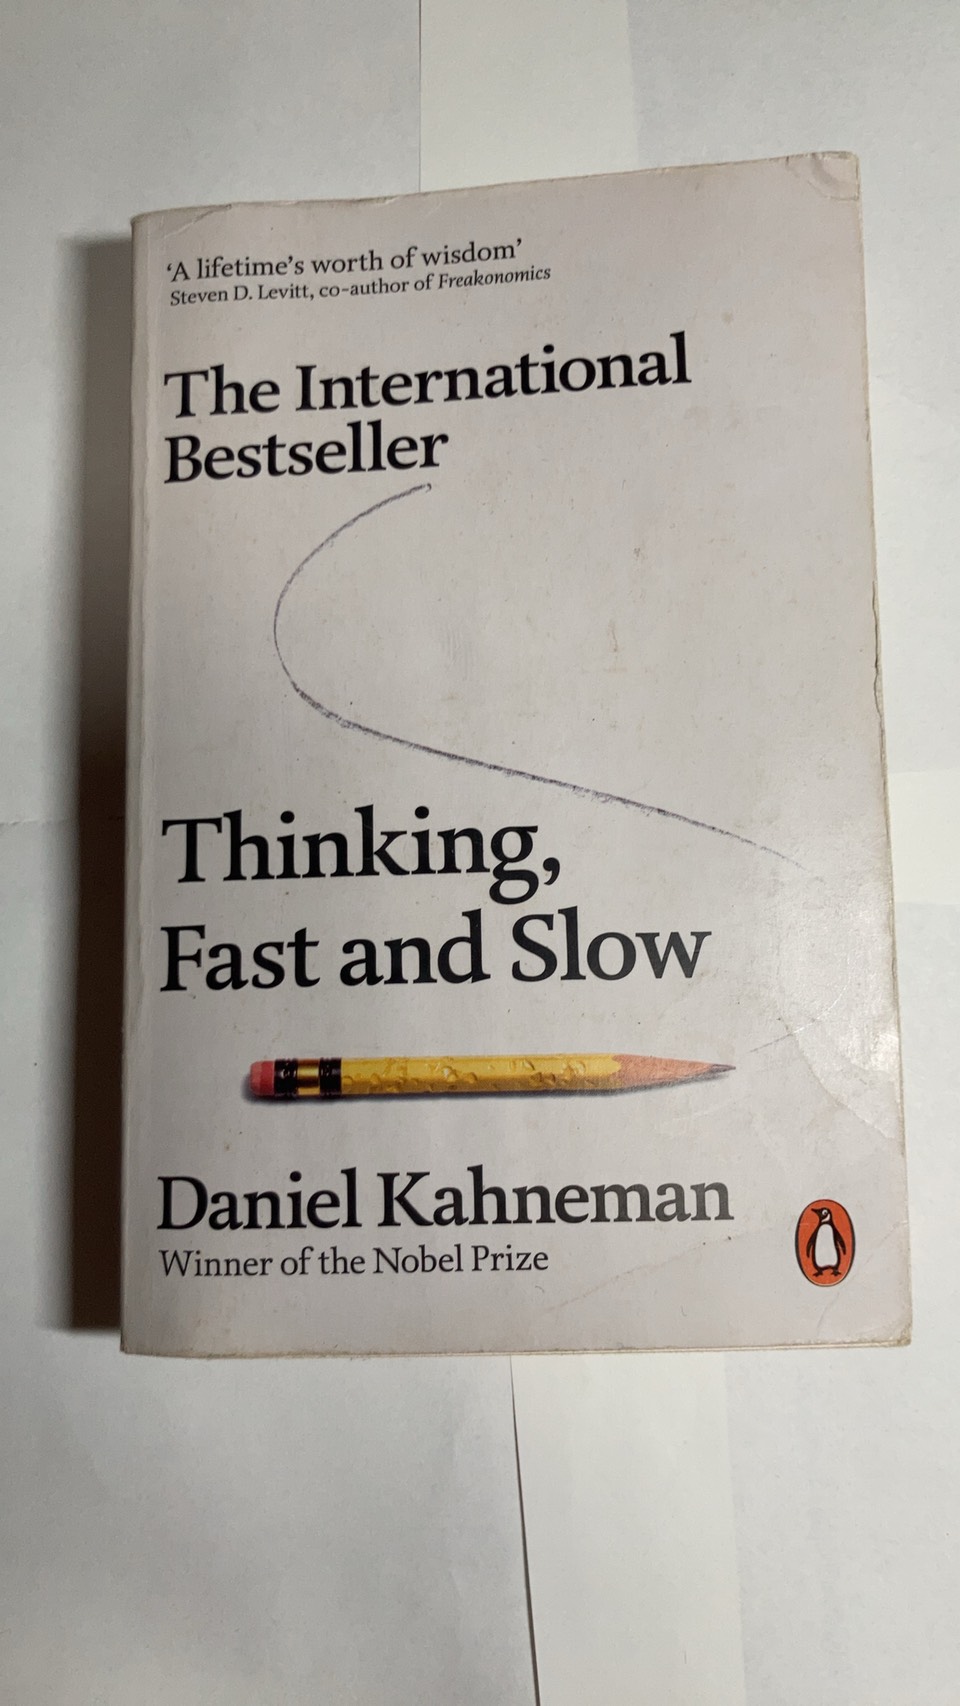 ‘A lifetime’s worth of wisdom’
Steven D. Levitt, co-author of Freakonomics
The International
Bestseller
Thinking,
Fast and Slow
Daniel Kahneman
Winner of the Nobel Prize